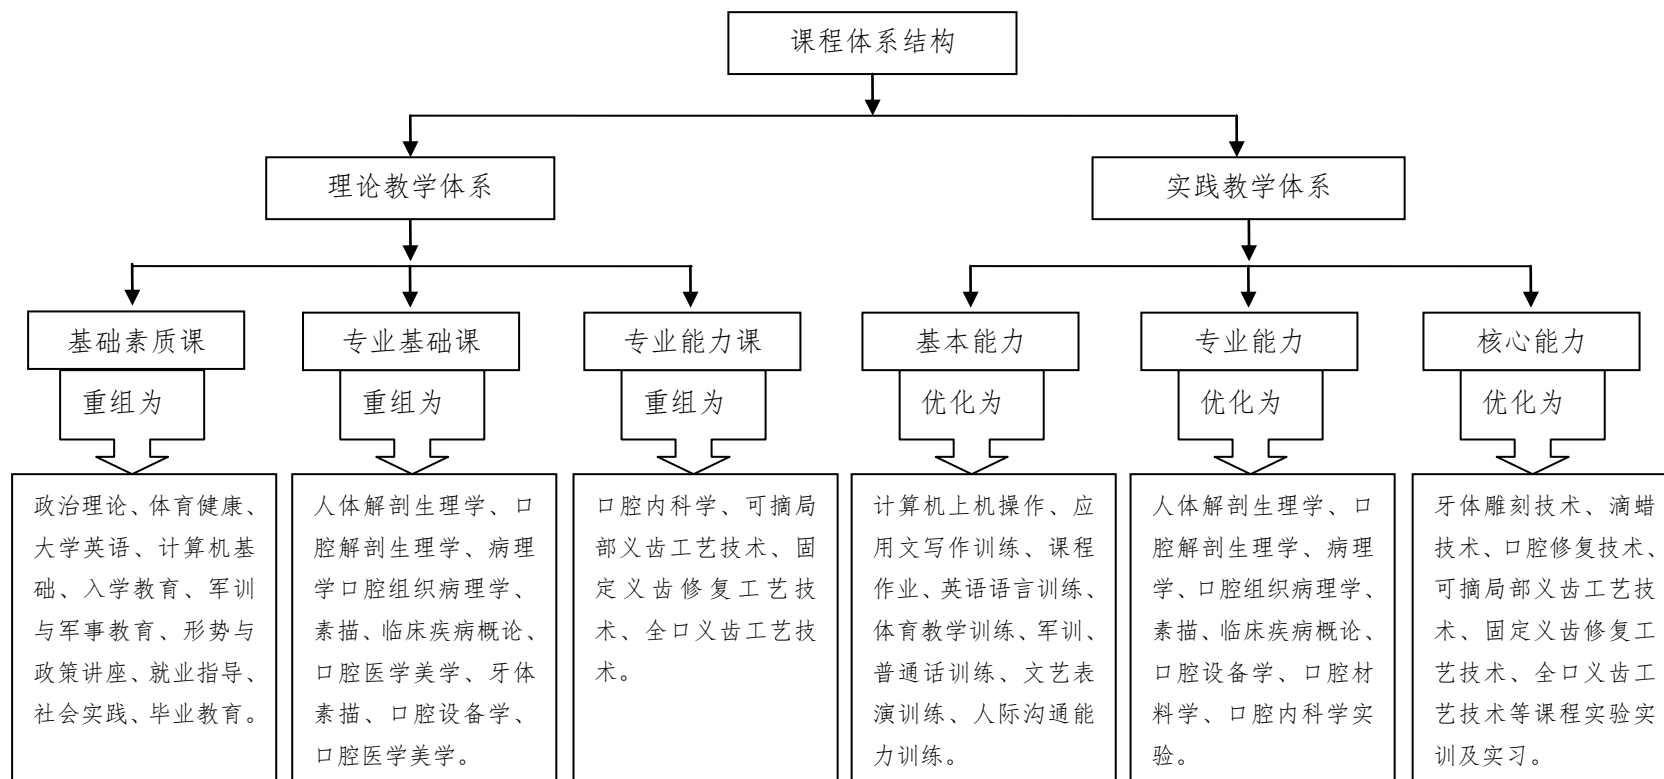 课程体系结构
理论教学体系
实践教学体系
基础素质课
专业基础课
专业能力课
基本能力
专业能力
核心能力
重组为
重组为
重组为
优化为
优化为
优化为
政治理论、体育健康、
大学英语、计算机基
础、入学教育、军训
与军事教育、形势与
政策讲座、就业指导、
社会实践、毕业教育。
人体解剖生理学、口
腔解剖生理学、病理
学口腔组织病理学、
素描、临床疾病概论、
口腔医学美学、牙体
素描、口腔设备学、
口腔医学美学。
口腔内科学、可摘局
部义齿工艺技术、固
定义齿修复工艺技
术、全口义齿工艺技
术。
计算机上机操作、应
用文写作训练、课程
作业、英语语言训练、
体育教学训练、军训、
普通话训练、文艺表
演训练、人际沟通能
力训练。
人体解剖生理学、口
腔解剖生理学、病理
学、口腔组织病理学、
素描、临床疾病概论、
口腔设备学、口腔材
料学、口腔内科学实
验。
牙体雕刻技术、滴蜡
技术、口腔修复技术、
可摘局部义齿工艺技
术、固定义齿修复工
艺技术、全口义齿工
艺技术等课程实验实
训及实习。